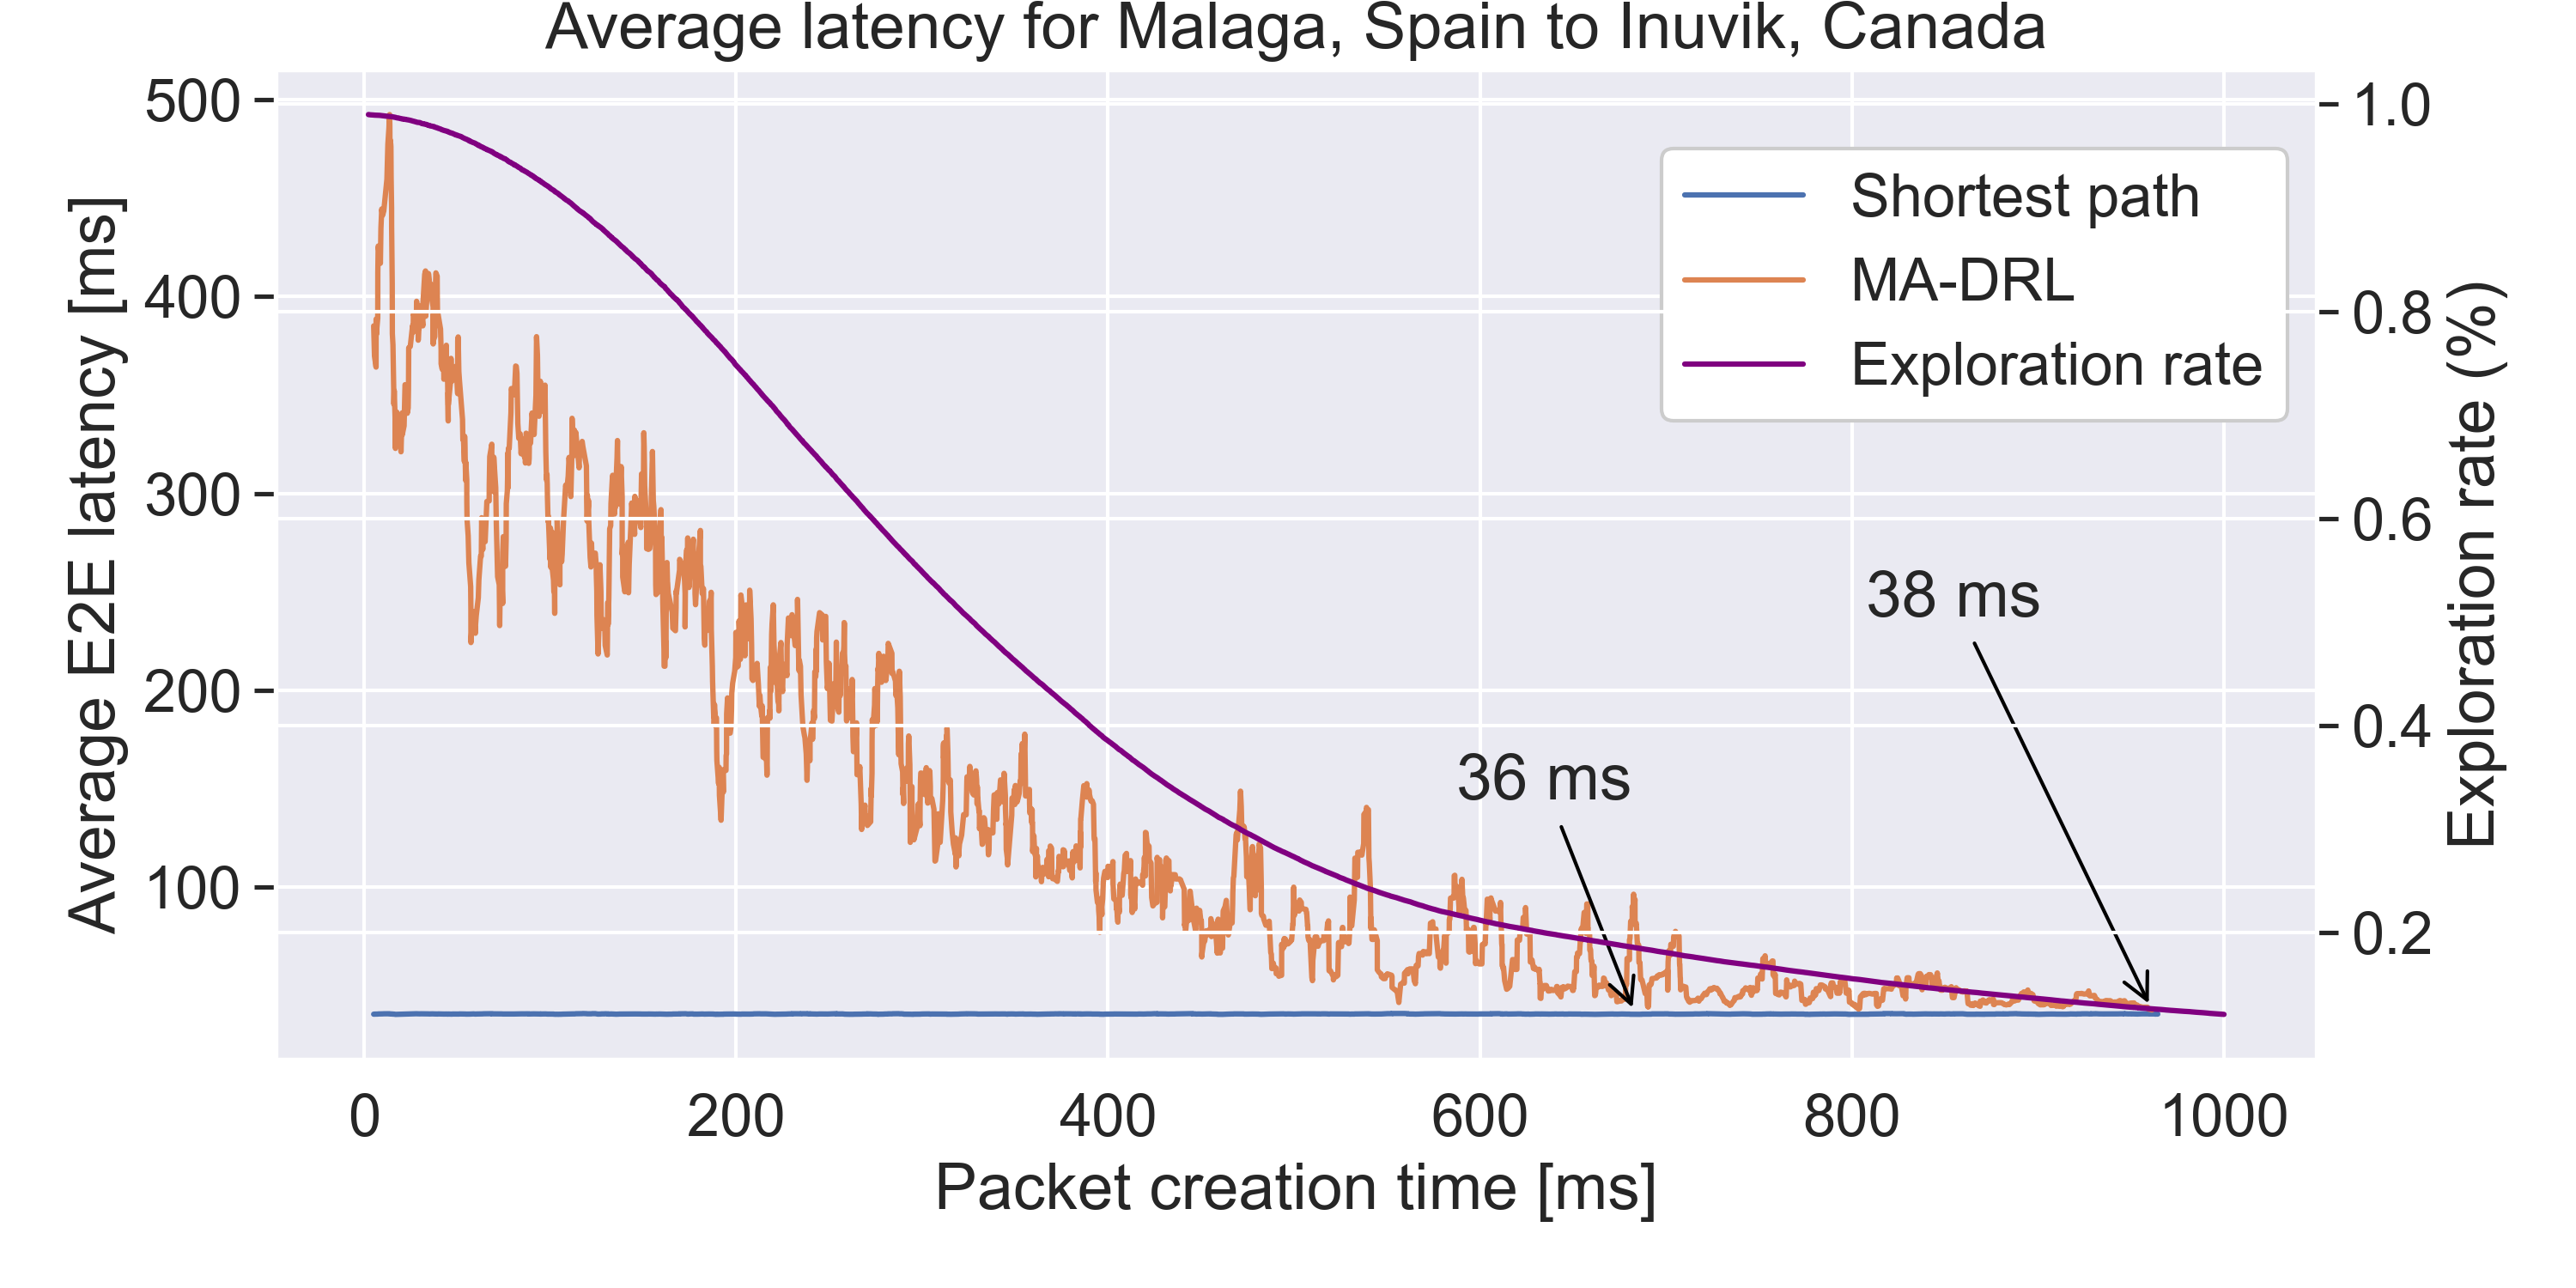 Average latency for Malaga, Spain to Inuvik, Canada
Average E2E latency [ms]
500
400
300
200
100
1.0
0.8
0.6
0.4
0.2
Exploration rate (%)
Shortest path
MA-DRL
Exploration rate
38 ms
36 ms
0
200
400
600
800
1000
Packet creation time [ms]